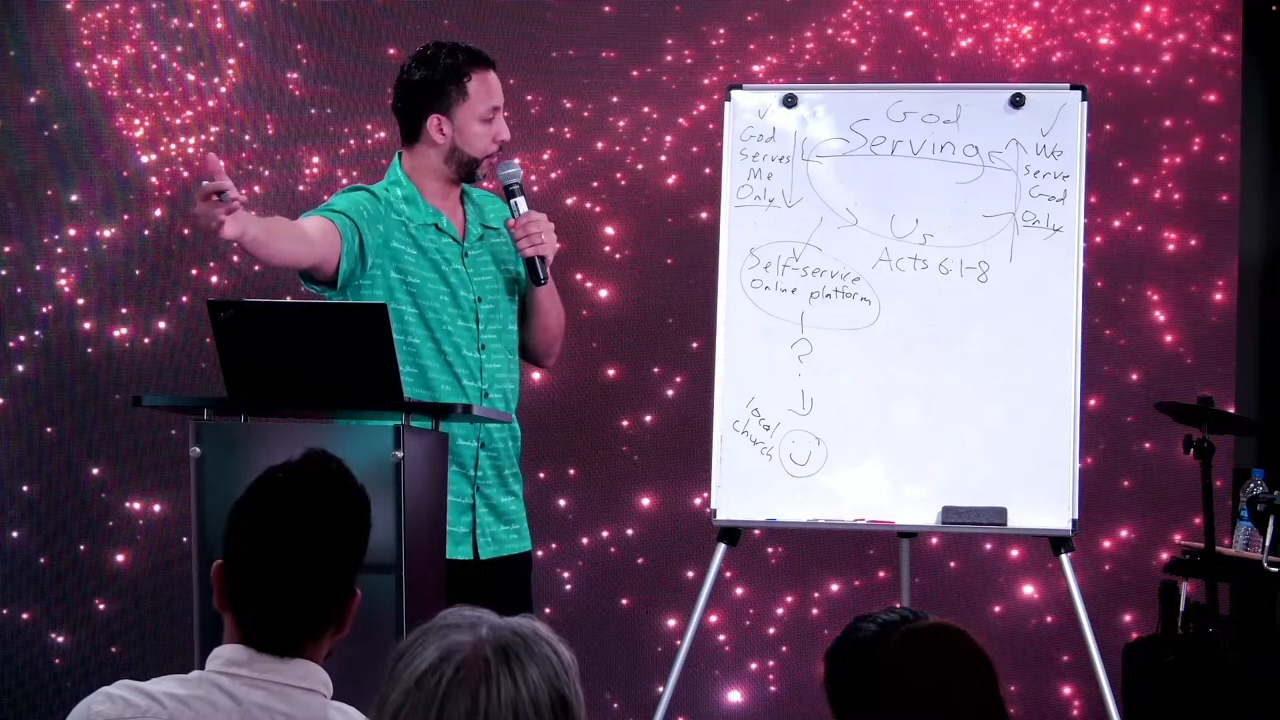 God
Serving
God
Serves
Me
Only
We
serve
God
Only
Us
Acts 6:1-8
Self-service
Online platform
?
local
church